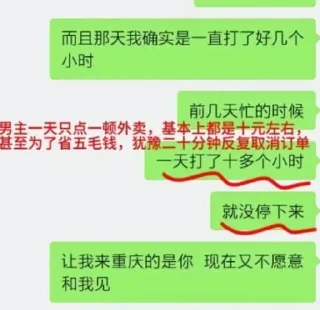 而且那天我确实是一直打了好几个
小时
前几天忙的时候
男主一天只点一顿外卖，基本上都是十元左右，
甚至为了省五毛钱，犹豫二十分钟反复取消订单
一天打了十多个小时
就没停下来
让我来重庆的是你 现在又不愿意
和我见